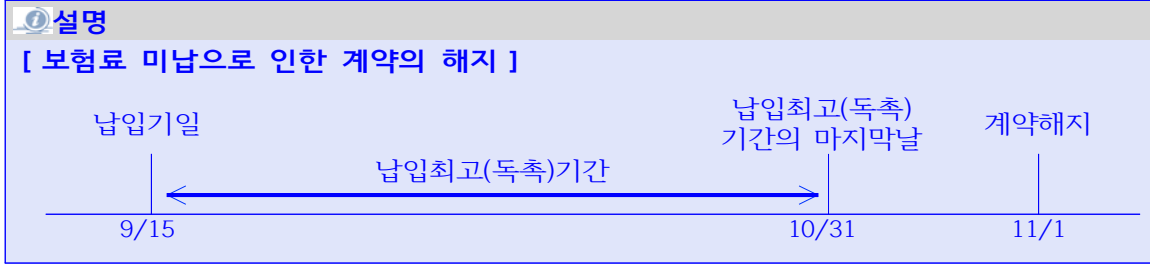 설명
[ 보험료 미납으로 인한 계약의 해지 ]
납입기일
납입최고(독촉)
기간의 마지막날
계약해지
납입최고(독촉)기간
9/15
10/31
11/1